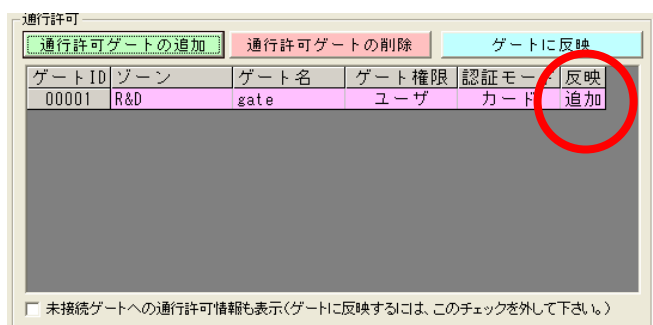 通行許可
通行許可ゲートの追加 通行許可ゲートの削除 ゲートに反映
ゲートID ゾーン ゲート名 ゲート権限 認証モード 反映
00001 R&D gate ユーザ カード 追加
未接続ゲートへの通行許可情報も表示(ゲートに反映するには、このチェックを外して下さい。)